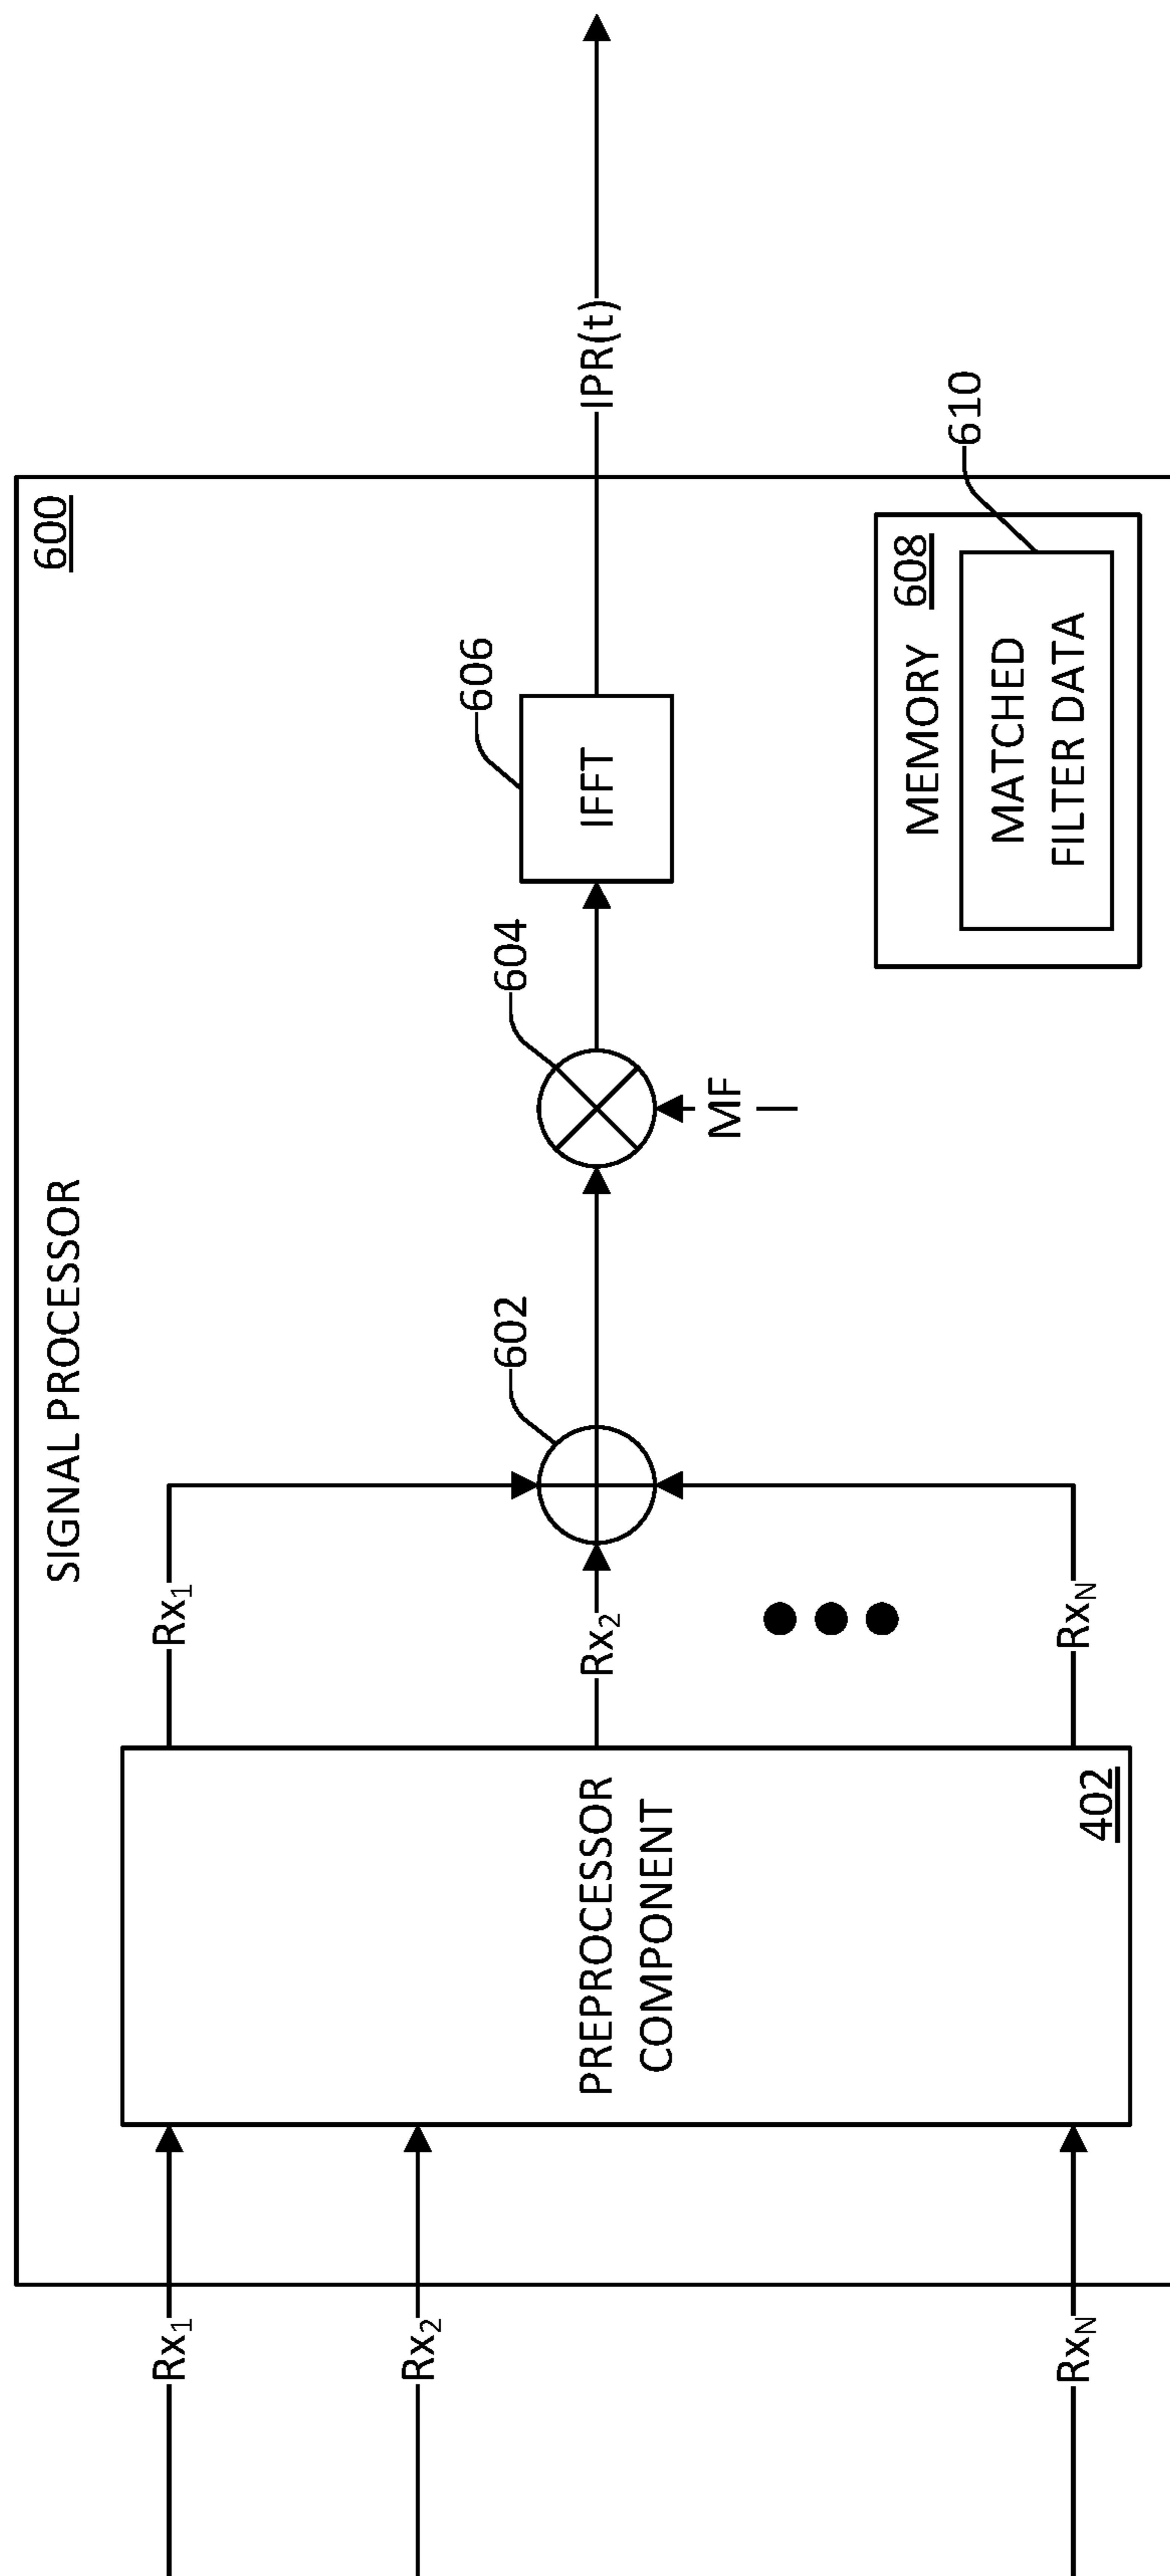 SIGNAL PROCESSOR
600
Rx1
Rx2
RxN
PREPROCESSOR
COMPONENT
402
Rx1
Rx2
RxN
602
604
MF
606
IFFT
MEMORY 608
MATCHED
FILTER DATA
610
IPR(t)